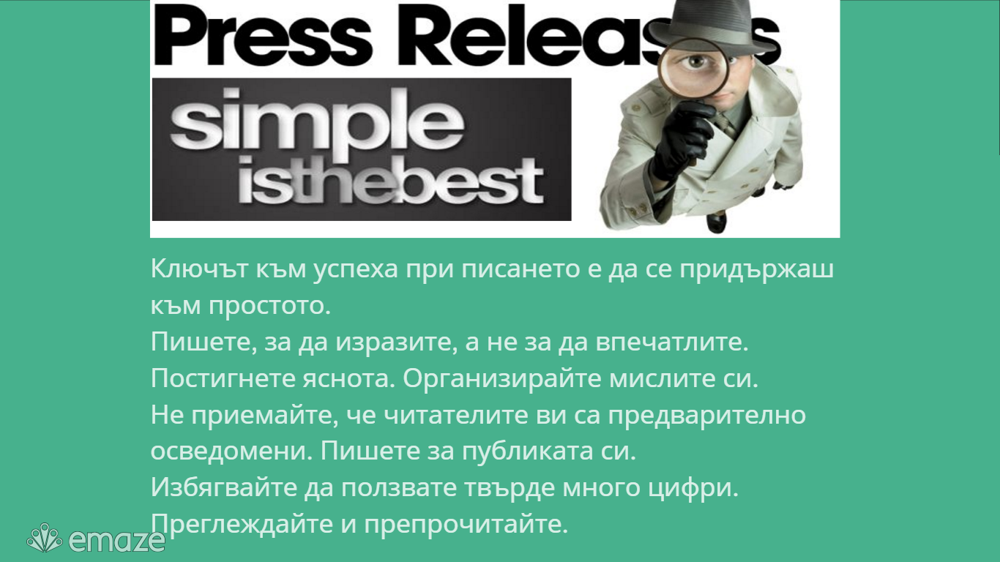 Press Releases
simple
isthebest
Ключът към успеха при писането е да се придържаш
към простото.
Пишете, за да изразите, а не за да впечатлите.
Постигнете яснота. Организирайте мислите си.
Не приемайте, че читателите ви са предварително
осведомени. Пишете за публиката си.
Избягвайте да ползвате твърде много цифри.
Преглеждайте и препрочитайте.
emaze